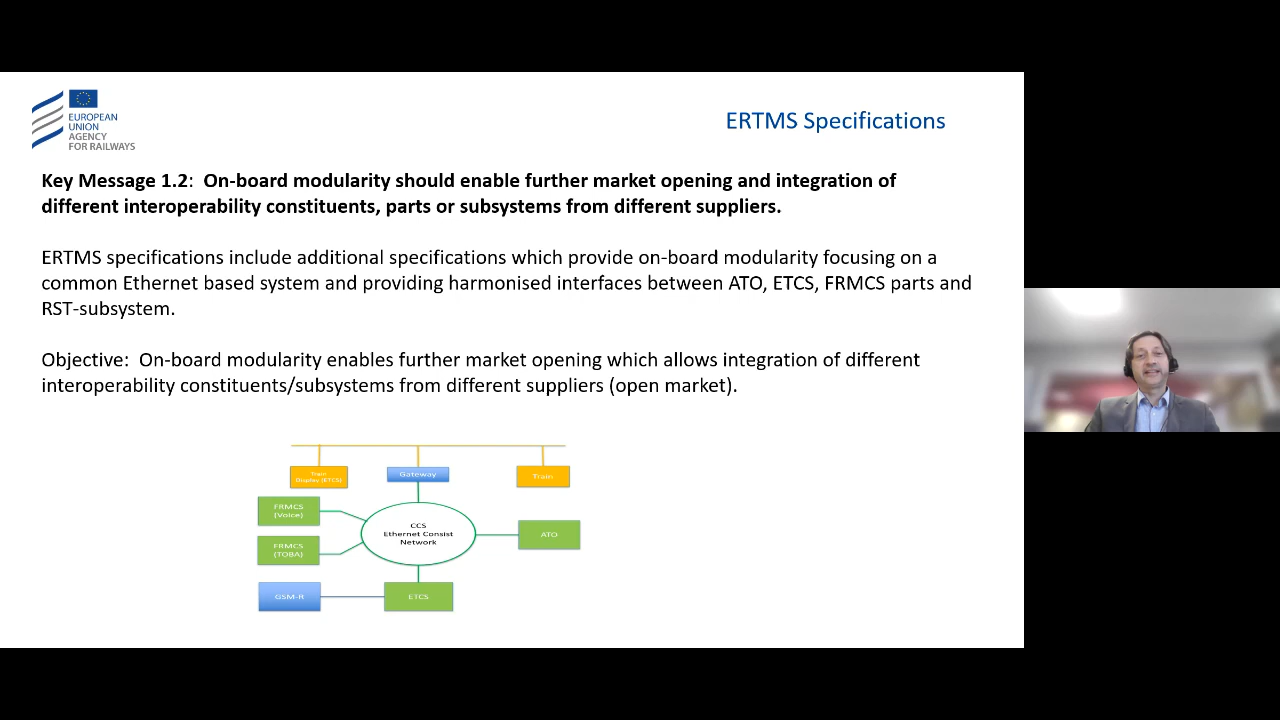 EUROPEAN
UNION
AGENCY
FOR RAILWAYS
ERTMS Specifications
Key Message 1.2:  On-board modularity should enable further market opening and integration of
different interoperability constituents, parts or subsystems from different suppliers.
ERTMS specifications include additional specifications which provide on-board modularity focusing on a
common Ethernet based system and providing harmonised interfaces between ATO, ETCS, FRMCS parts and
RST-subsystem.
Objective:  On-board modularity enables further market opening which allows integration of different
interoperability constituents/subsystems from different suppliers (open market).
Train
Display (ETCS)
Gateway
Train
FRMCS
(Voice)
CCS
Ethernet Consist
Network
ATO
FRMCS
(TOBA)
GSM-R
ETCS